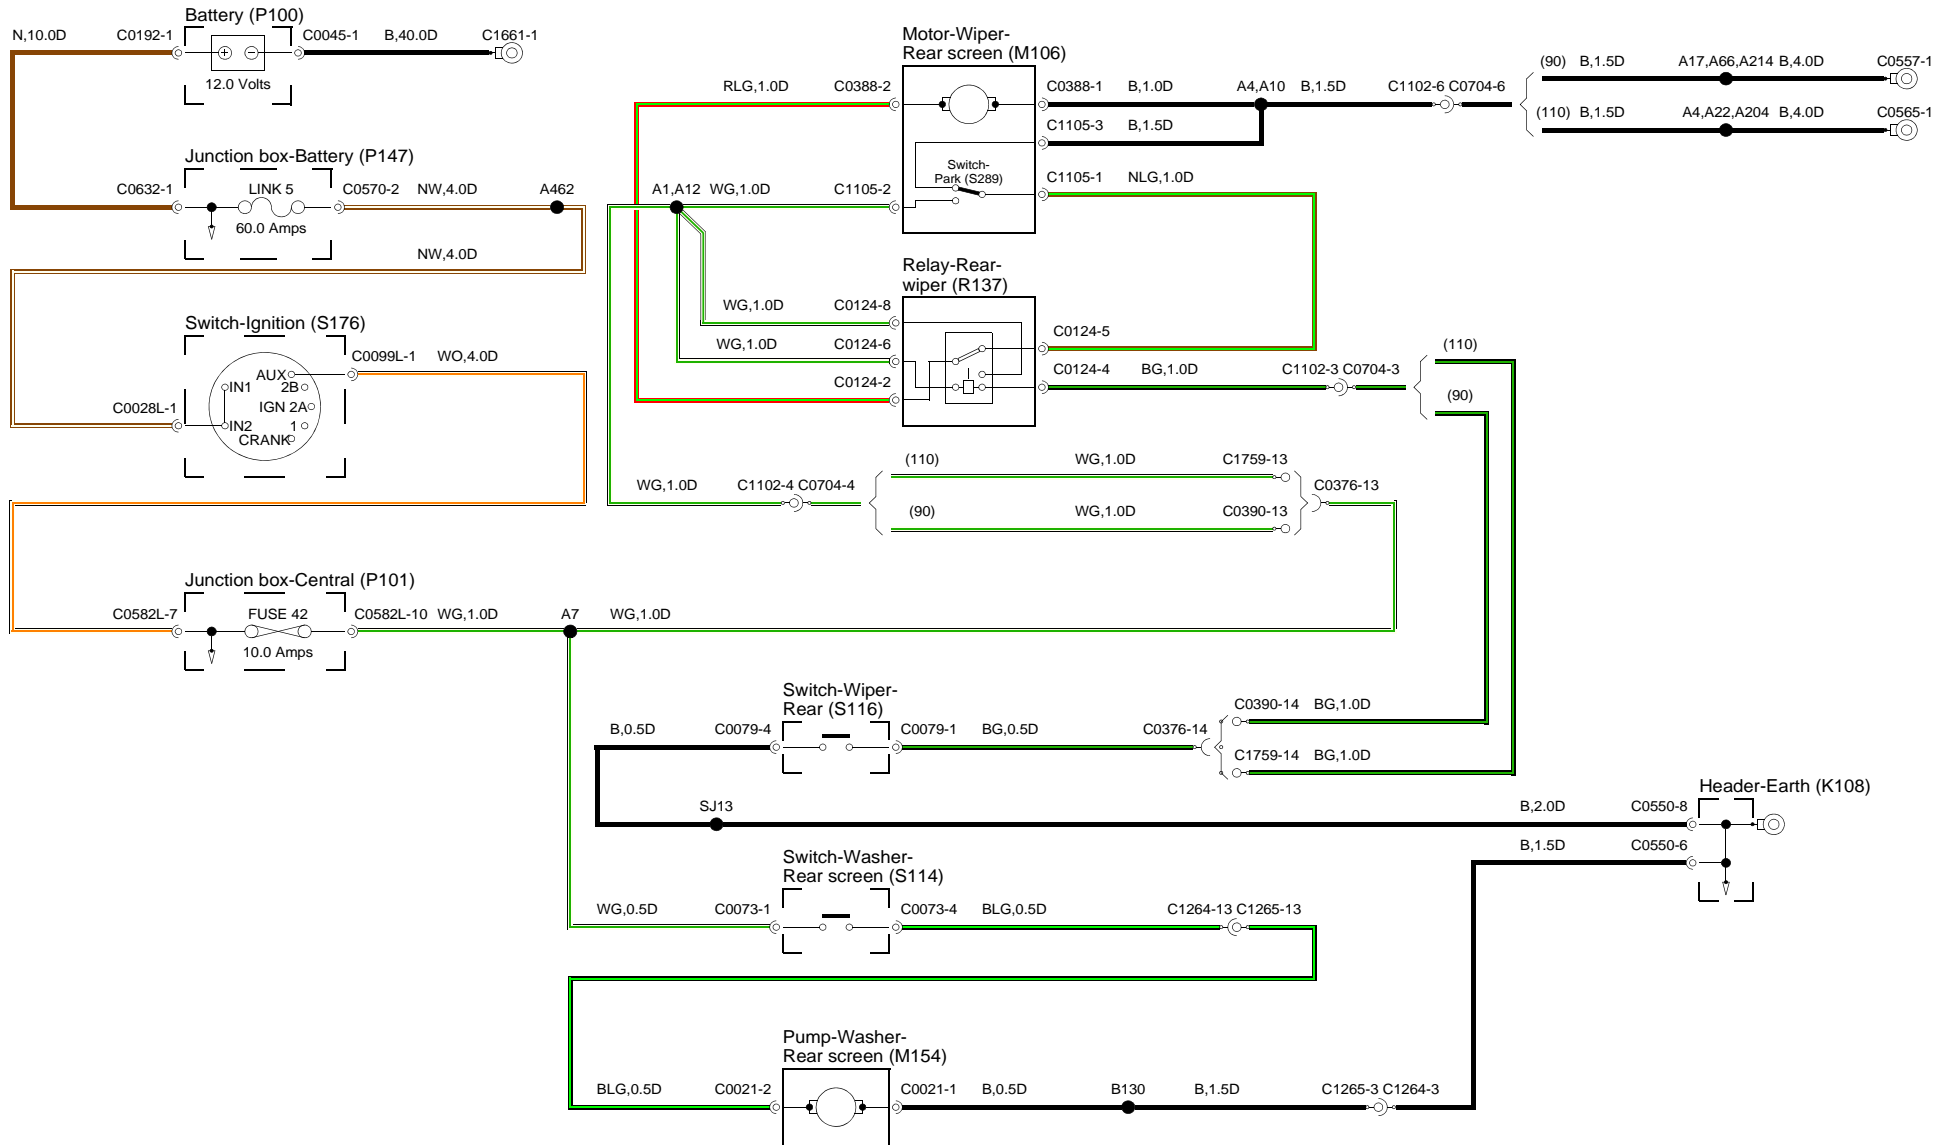 Battery (P100)
N,10.0D
C0192-1
C0045-1
B,40.0D
C1661-1
12.0 Volts
Junction box-Battery (P147)
C0632-1
LINK 5
C0570-2
NW,4.0D
A462
60.0 Amps
NW,4.0D
Switch-Ignition (S176)
C0099L-1
WO,4.0D
AUX
IN1
2B
IGN 2A
C0028L-1
IN2
1
CRANK
Junction box-Central (P101)
C0582L-7
FUSE 42
C0582L-10
WG,1.0D
A7
WG,1.0D
10.0 Amps
Motor-Wiper-
Rear screen (M106)
RLG,1.0D
C0388-2
C0388-1
B,1.0D
A4,A10
B,1.5D
C1102-6
C0704-6
(90)
B,1.5D
A17,A66,A214
B,4.0D
C0557-1
(110)
B,1.5D
A4,A22,A204
B,4.0D
C0565-1
C1105-3
B,1.5D
Switch-
Park (S289)
A1,A12
WG,1.0D
C1105-2
C1105-1
NLG,1.0D
Relay-Rear-
wiper (R137)
WG,1.0D
C0124-8
WG,1.0D
C0124-6
C0124-5
C0124-2
C0124-4
BG,1.0D
C1102-3
C0704-3
(110)
(90)
WG,1.0D
C1102-4
C0704-4
(110)
WG,1.0D
C1759-13
(90)
WG,1.0D
C0390-13
C0376-13
Switch-Wiper-
Rear (S116)
B,0.5D
C0079-4
C0079-1
BG,0.5D
C0376-14
C0390-14
BG,1.0D
C1759-14
BG,1.0D
SJ13
Header-Earth (K108)
B,2.0D
C0550-8
B,1.5D
C0550-6
Switch-Washer-
Rear screen (S114)
WG,0.5D
C0073-1
C0073-4
BLG,0.5D
C1264-13
C1265-13
Pump-Washer-
Rear screen (M154)
BLG,0.5D
C0021-2
C0021-1
B,0.5D
B130
B,1.5D
C1265-3
C1264-3